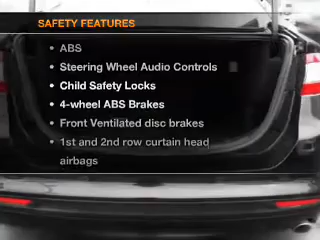 SAFETY FEATURES
• ABS
• Steering Wheel Audio Controls
• Child Safety Locks
• 4-wheel ABS Brakes
• Front Ventilated disc brakes
• 1st and 2nd row curtain head
airbags